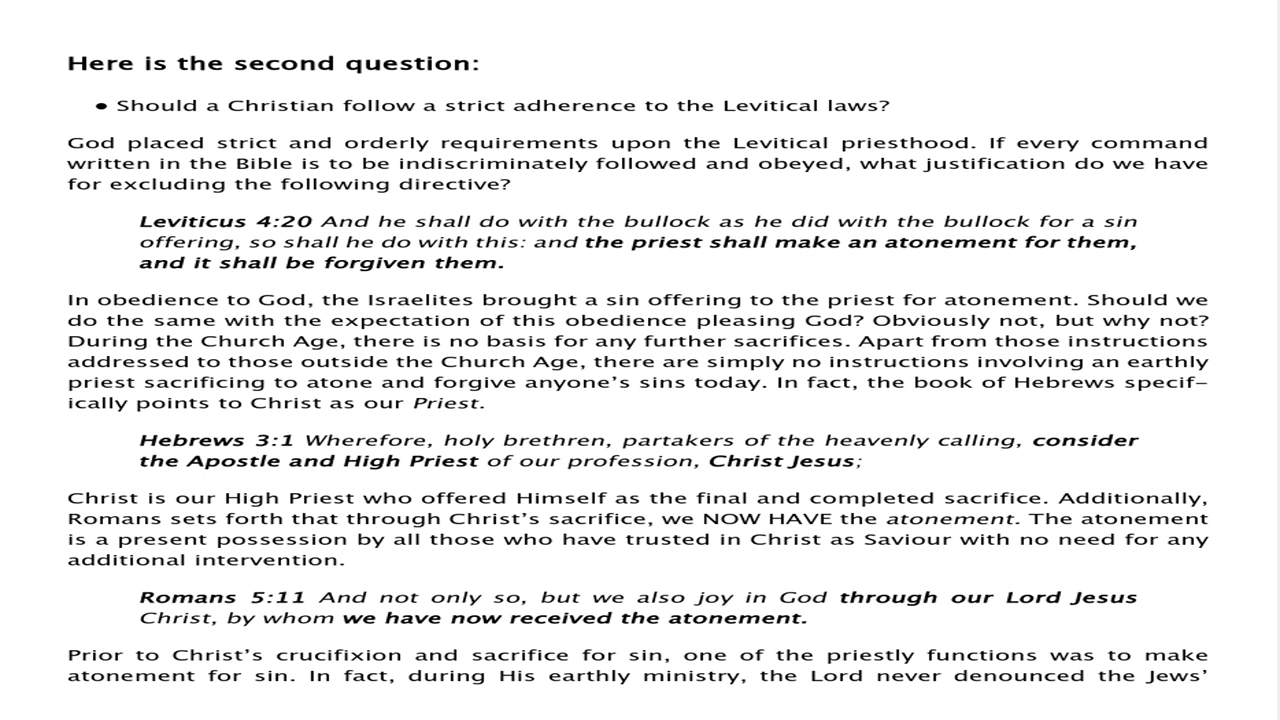 Here is the second question:
● Should a Christian follow a strict adherence to the Levitical laws?
God placed strict and orderly requirements upon the Levitical priesthood. If every command
written in the Bible is to be indiscriminately followed and obeyed, what justification do we have
for excluding the following directive?
Leviticus 4:20 And he shall do with the bullock as he did with the bullock for a sin
offering, so shall he do with this: and the priest shall make an atonement for them,
and it shall be forgiven them.
In obedience to God, the Israelites brought a sin offering to the priest for atonement. Should we
do the same with the expectation of this obedience pleasing God? Obviously not, but why not?
During the Church Age, there is no basis for any further sacrifices. Apart from those instructions
addressed to those outside the Church Age, there are simply no instructions involving an earthly
priest sacrificing to atone and forgive anyone's sins today. In fact, the book of Hebrews specif–
ically points to Christ as our Priest.
Hebrews 3:1 Wherefore, holy brethren, partakers of the heavenly calling, consider
the Apostle and High Priest of our profession, Christ Jesus;
Christ is our High Priest who offered Himself as the final and completed sacrifice. Additionally,
Romans sets forth that through Christ's sacrifice, we NOW HAVE the atonement. The atonement
is a present possession by all those who have trusted in Christ as Saviour with no need for any
additional intervention.
Romans 5:11 And not only so, but we also joy in God through our Lord Jesus
Christ, by whom we have now received the atonement.
Prior to Christ's crucifixion and sacrifice for sin, one of the priestly functions was to make
atonement for sin. In fact, during His earthly ministry, the Lord never denounced the Jews'